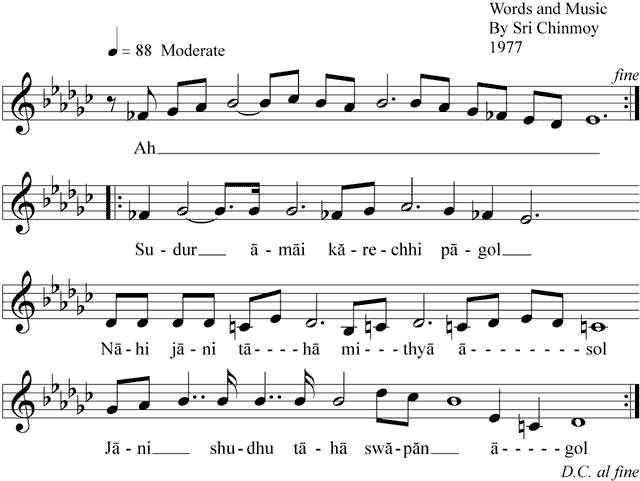 Words and Music
By Sri Chinmoy
1977
= 88 Moderate
fine
Ah
Su - dur āmāi kă - re - chhi pā - gol
Nā - hi jā - ni tā - - - - hā mi - - - thyā ā - - - - - - sol
Jā - ni shu - dhu tā - hā swă - păn ā - - - - gol
D.C. al fine